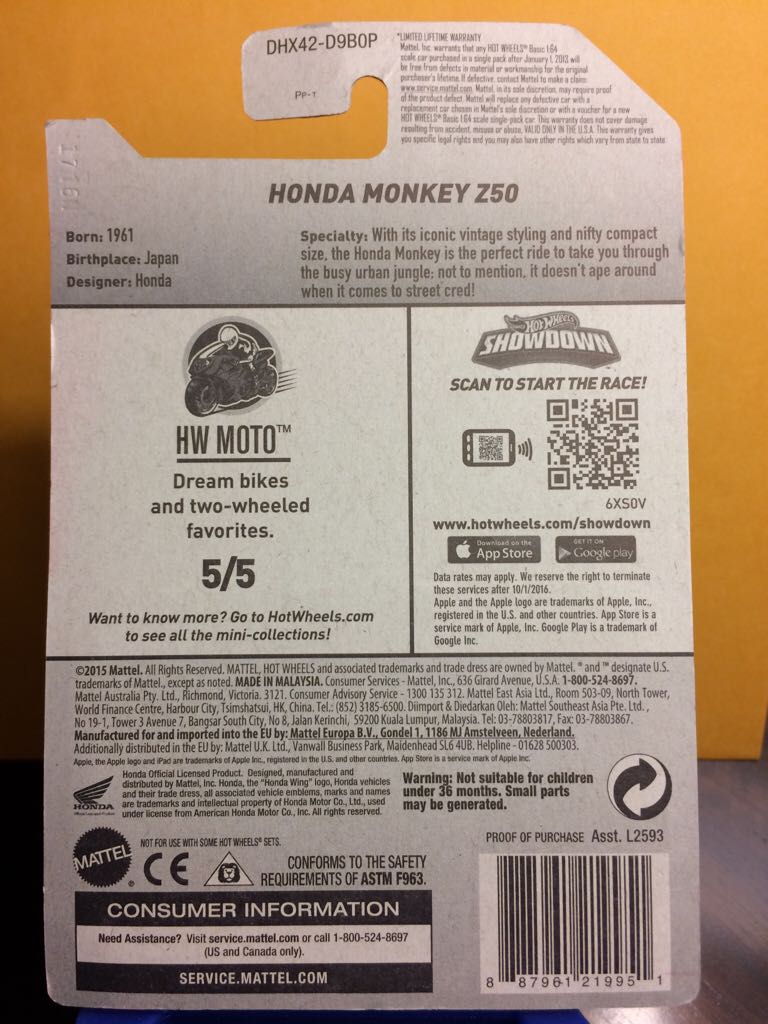 DHX42-D9B0P
PP-T
*LIMITED LIFETIME WARRANTY
Mattel, Inc. warrants that any HOT WHEELS® Basic 1:64
scale car purchased in a single pack after January 1, 2013 will
be free from defects in material or workmanship for the original
purchaser's lifetime. If defective, contact Mattel to make a claim:
www.service.mattel.com. Mattel, in its sole discretion, may require proof
of the product defect. Mattel will replace any defective car with a
replacement car chosen in Mattel's sole discretion or with a voucher for a new
HOT WHEELS® Basic 1:64 scale single-pack car. This warranty does not cover damage
resulting from accident, misuse or abuse. VALID ONLY IN THE U.S.A. This warranty gives
you specific legal rights and you may also have other rights which vary from state to state.
HONDA MONKEY Z50
Born: 1961
Birthplace: Japan
Designer: Honda
Specialty: With its iconic vintage styling and nifty compact
size, the Honda Monkey is the perfect ride to take you through
the busy urban jungle; not to mention, it doesn't ape around
when it comes to street cred!
HW MOTO™
Dream bikes
and two-wheeled
favorites.
5/5
Want to know more? Go to HotWheels.com
to see all the mini-collections!
Hot Wheels
SHOWDOWN
SCAN TO START THE RACE!
6XS0V
www.hotwheels.com/showdown
Download on the
App Store
GET IT ON
Google play
Data rates may apply. We reserve the right to terminate
these services after 10/1/2016.
Apple and the Apple logo are trademarks of Apple, Inc.,
registered in the U.S. and other countries. App Store is a
service mark of Apple, Inc. Google Play is a trademark of
Google Inc.
©2015 Mattel. All Rights Reserved. MATTEL, HOT WHEELS and associated trademarks and trade dress are owned by Mattel. ® and ™ designate U.S.
trademarks of Mattel, except as noted. MADE IN MALAYSIA. Consumer Services - Mattel, Inc., 636 Girard Avenue, U.S.A. 1-800-524-8697.
Mattel Australia Pty. Ltd., Richmond, Victoria. 3121. Consumer Advisory Service - 1300 135 312. Mattel East Asia Ltd., Room 503-09, North Tower,
World Finance Centre, Harbour City, Tsimshatsui, HK, China. Tel.: (852) 3185-6500. Diimport & Diedarkan Oleh: Mattel Southeast Asia Pte. Ltd.,
No 19-1, Tower 3 Avenue 7, Bangsar South City, No 8, Jalan Kerinchi, 59200 Kuala Lumpur, Malaysia. Tel: 03-78803817, Fax: 03-78803867.
Manufactured for and imported into the EU by: Mattel Europa B.V., Gondel 1, 1186 MJ Amstelveen, Nederland.
Additionally distributed in the EU by: Mattel U.K. Ltd., Vanwall Business Park, Maidenhead SL6 4UB. Helpline - 01628 500303.
Apple, the Apple logo and iPad are trademarks of Apple Inc., registered in the U.S. and other countries. App Store is a service mark of Apple Inc.
HONDA
Honda Official Licensed Product. Designed, manufactured and
distributed by Mattel, Inc. Honda, the "Honda Wing" logo, Honda vehicles
and their trade dress, all associated vehicle emblems, marks and names
are trademarks and intellectual property of Honda Motor Co., Ltd., used
under license from American Honda Motor Co., Inc. All rights reserved.
Warning: Not suitable for children
under 36 months. Small parts
may be generated.
MATTEL®
NOT FOR USE WITH SOME HOT WHEELS® SETS.
CE
CONFORMS TO THE SAFETY
REQUIREMENTS OF ASTM F963.
PROOF OF PURCHASE Asst. L2593
CONSUMER INFORMATION
Need Assistance? Visit service.mattel.com or call 1-800-524-8697
(US and Canada only).
SERVICE.MATTEL.COM
8 87961 21995 1